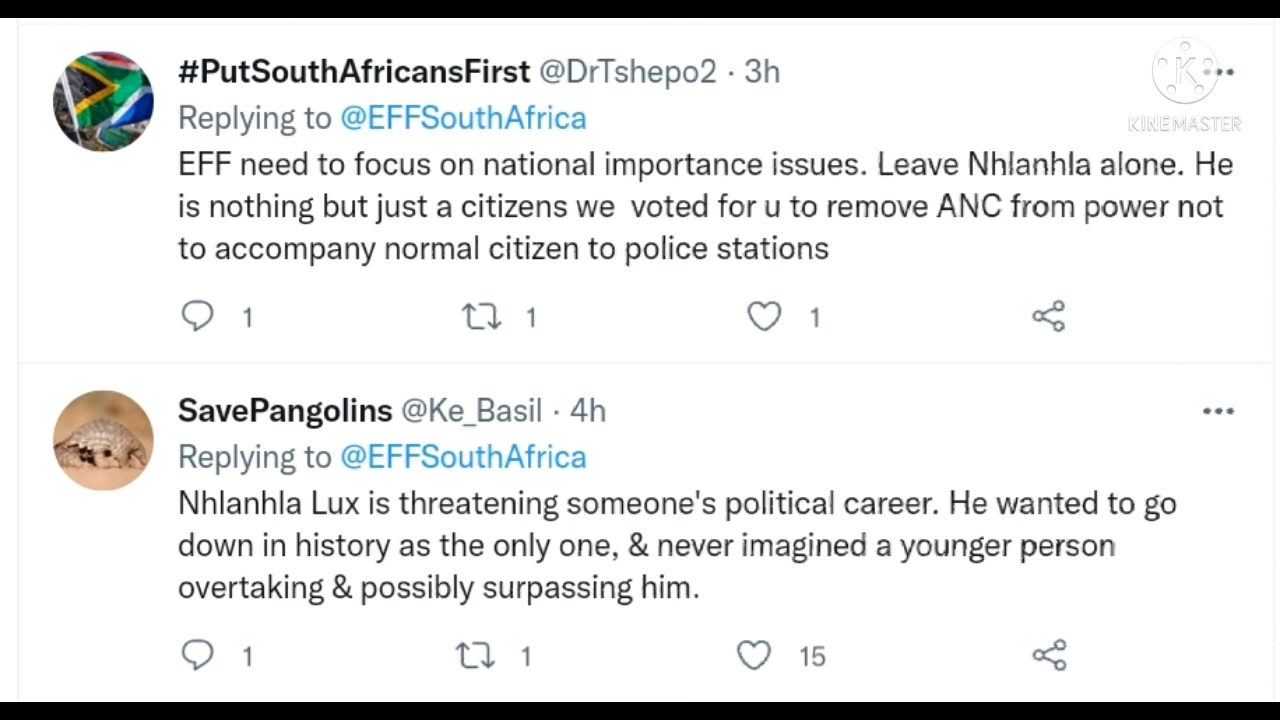 #PutSouthAfricansFirst @DrTshepo2 · 3h
Replying to @EFFSouthAfrica
EFF need to focus on national importance issues. Leave Nhlanhla alone. He
is nothing but just a citizens we  voted for u to remove ANC from power not
to accompany normal citizen to police stations
1 1 1
K
KINEMASTER
SavePangolins @Ke_Basil · 4h
Replying to @EFFSouthAfrica
Nhlanhla Lux is threatening someone's political career. He wanted to go
down in history as the only one, & never imagined a younger person
overtaking & possibly surpassing him.
1 1 15